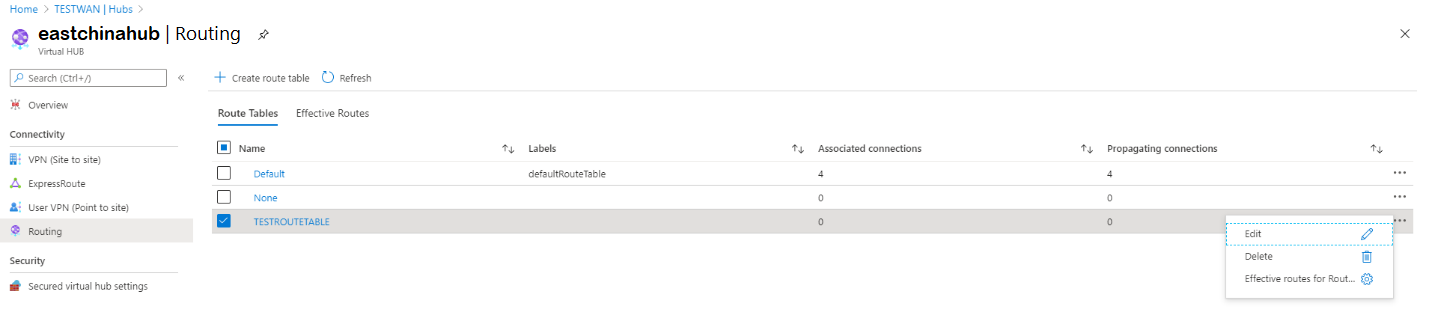 Home > TESTWAN | Hubs >
eastchinahub | Routing
Virtual HUB
Search (Ctrl+/)
«
Overview
Connectivity
VPN (Site to site)
ExpressRoute
User VPN (Point to site)
Routing
Security
Secured virtual hub settings
Create route table Refresh
Route Tables Effective Routes
Name Labels Associated connections Propagating connections
Default defaultRouteTable 4 4
None 0 0
TESTROUTETABLE 0 0
Edit
Delete
Effective routes for Rout...